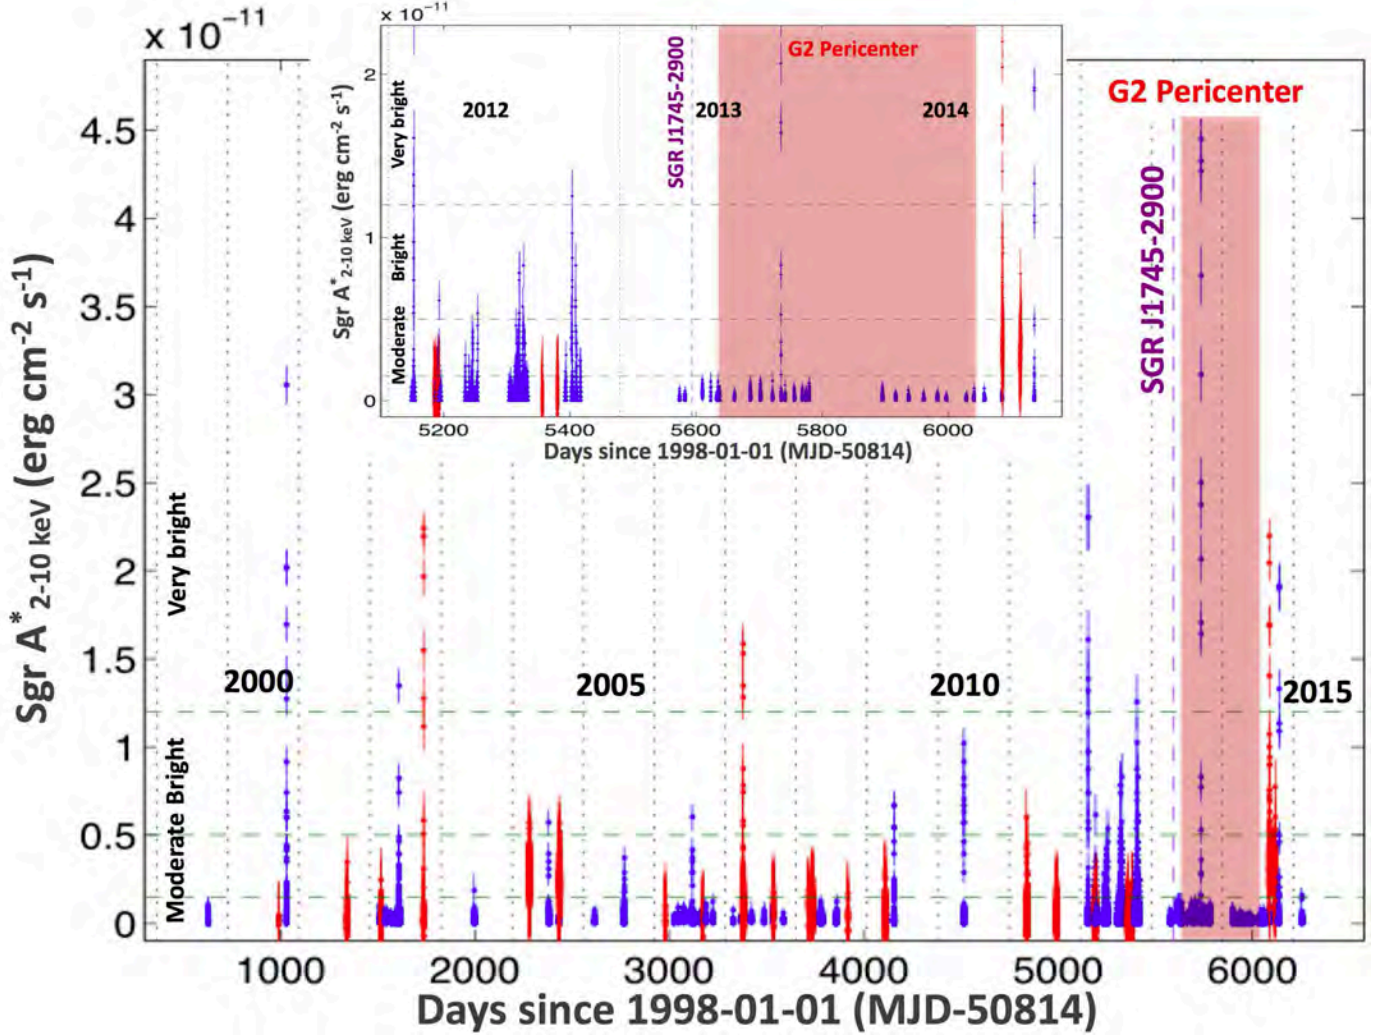 x 10⁻¹¹
x 10⁻¹¹
Sgr A* 2-10 keV (erg cm⁻² s⁻¹)
4.5
4
3.5
3
2.5
2
1.5
1
0.5
0
Very bright
Moderate Bright
2000
2005
2010
2015
1000
2000
3000
4000
5000
6000
Days since 1998-01-01 (MJD-50814)
G2 Pericenter
SGR J1745-2900
Sgr A* 2-10 keV (erg cm⁻² s⁻¹)
2
1
0
Very bright
Bright
Moderate
2012
2013
2014
SGR J1745-2900
G2 Pericenter
5200
5400
5600
5800
6000
Days since 1998-01-01 (MJD-50814)